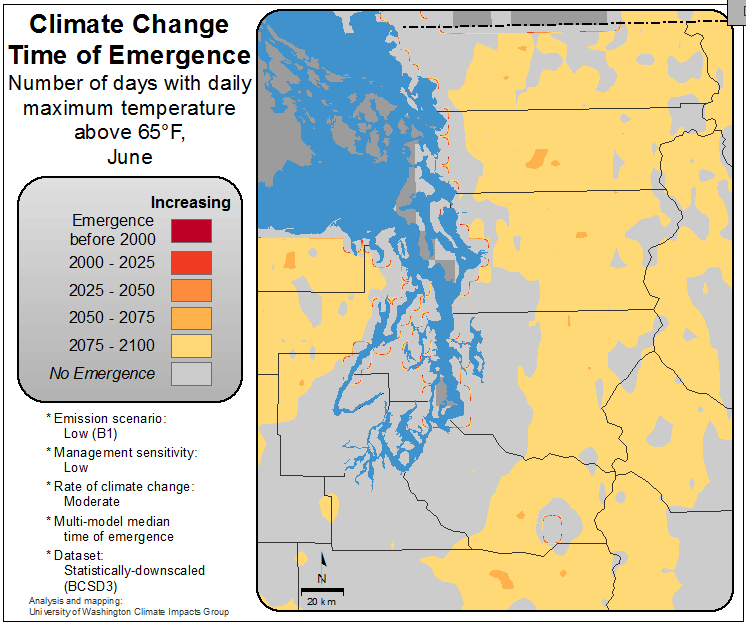 Climate Change
Time of Emergence
Number of days with daily
maximum temperature
above 65°F,
June
Increasing
Emergence
before 2000
2000 - 2025
2025 - 2050
2050 - 2075
2075 - 2100
No Emergence
* Emission scenario:
Low (B1)
* Management sensitivity:
Low
* Rate of climate change:
Moderate
* Multi-model median
time of emergence
* Dataset:
Statistically-downscaled
(BCSD3)
Analysis and mapping:
University of Washington Climate Impacts Group
N
20 km